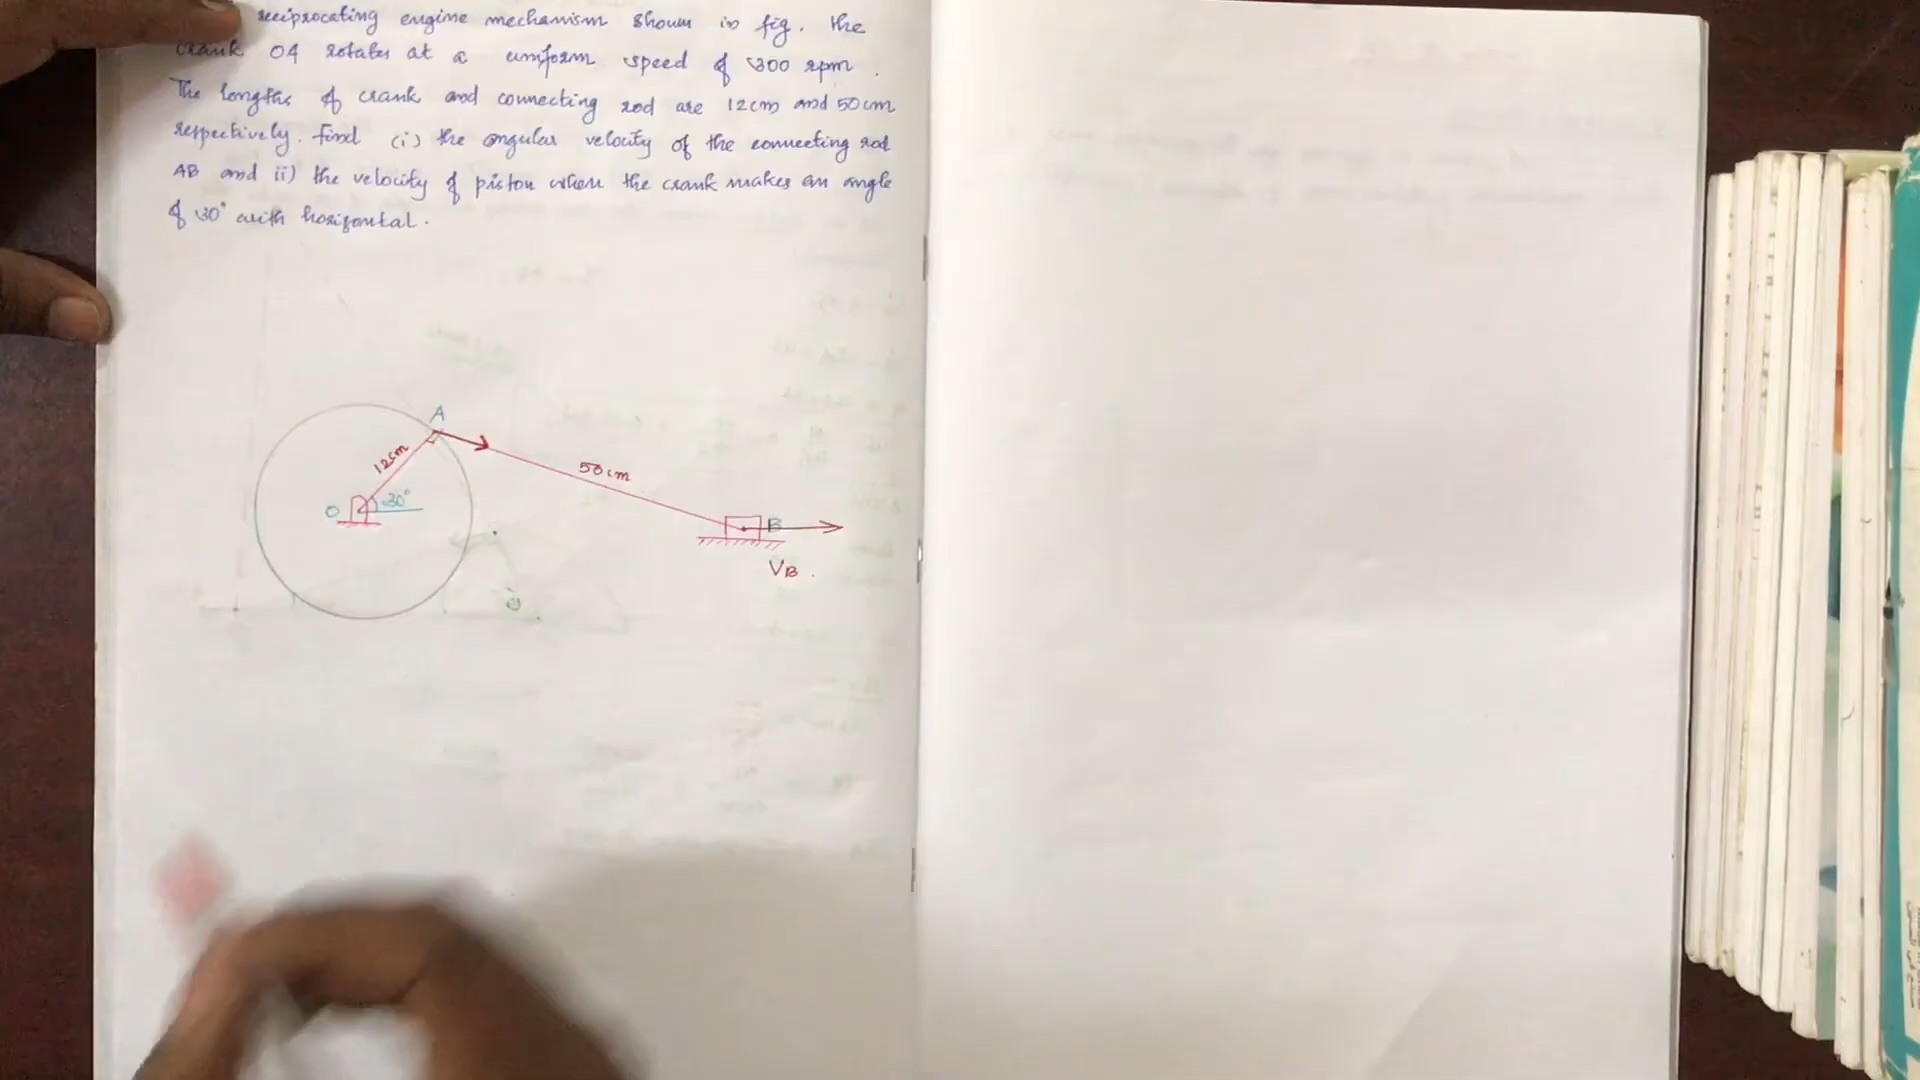 reciprocating engine mechanism shown in fig. the
crank OA rotates at a uniform speed of 300 rpm.
The lengths of crank and connecting rod are 12cm and 50cm
respectively. Find (i) the angular velocity of the connecting rod
AB and ii) the velocity of piston when the crank makes an angle
of 30° with horizontal.
A
12cm
50cm
O
30°
B
VB.